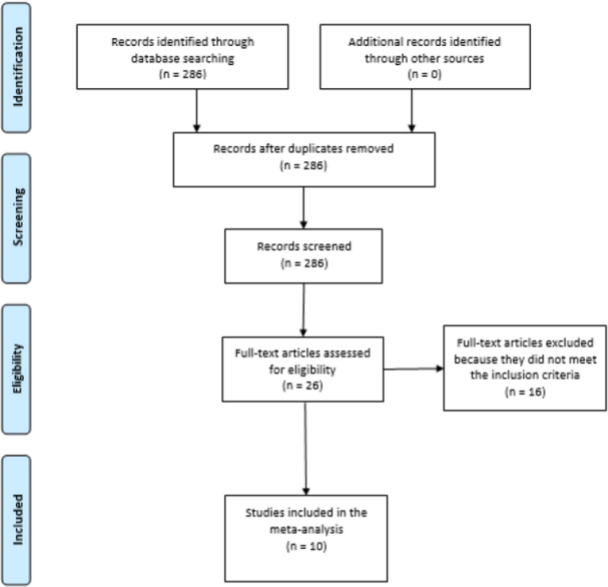 Identification
Records identified through
database searching
(n = 286)
Additional records identified
through other sources
(n = 0)
Records after duplicates removed
(n = 286)
Screening
Records screened
(n = 286)
Eligibility
Full-text articles assessed
for eligibility
(n = 26)
Full-text articles excluded
because they did not meet
the inclusion criteria
(n = 16)
Included
Studies included in the
meta-analysis
(n = 10)